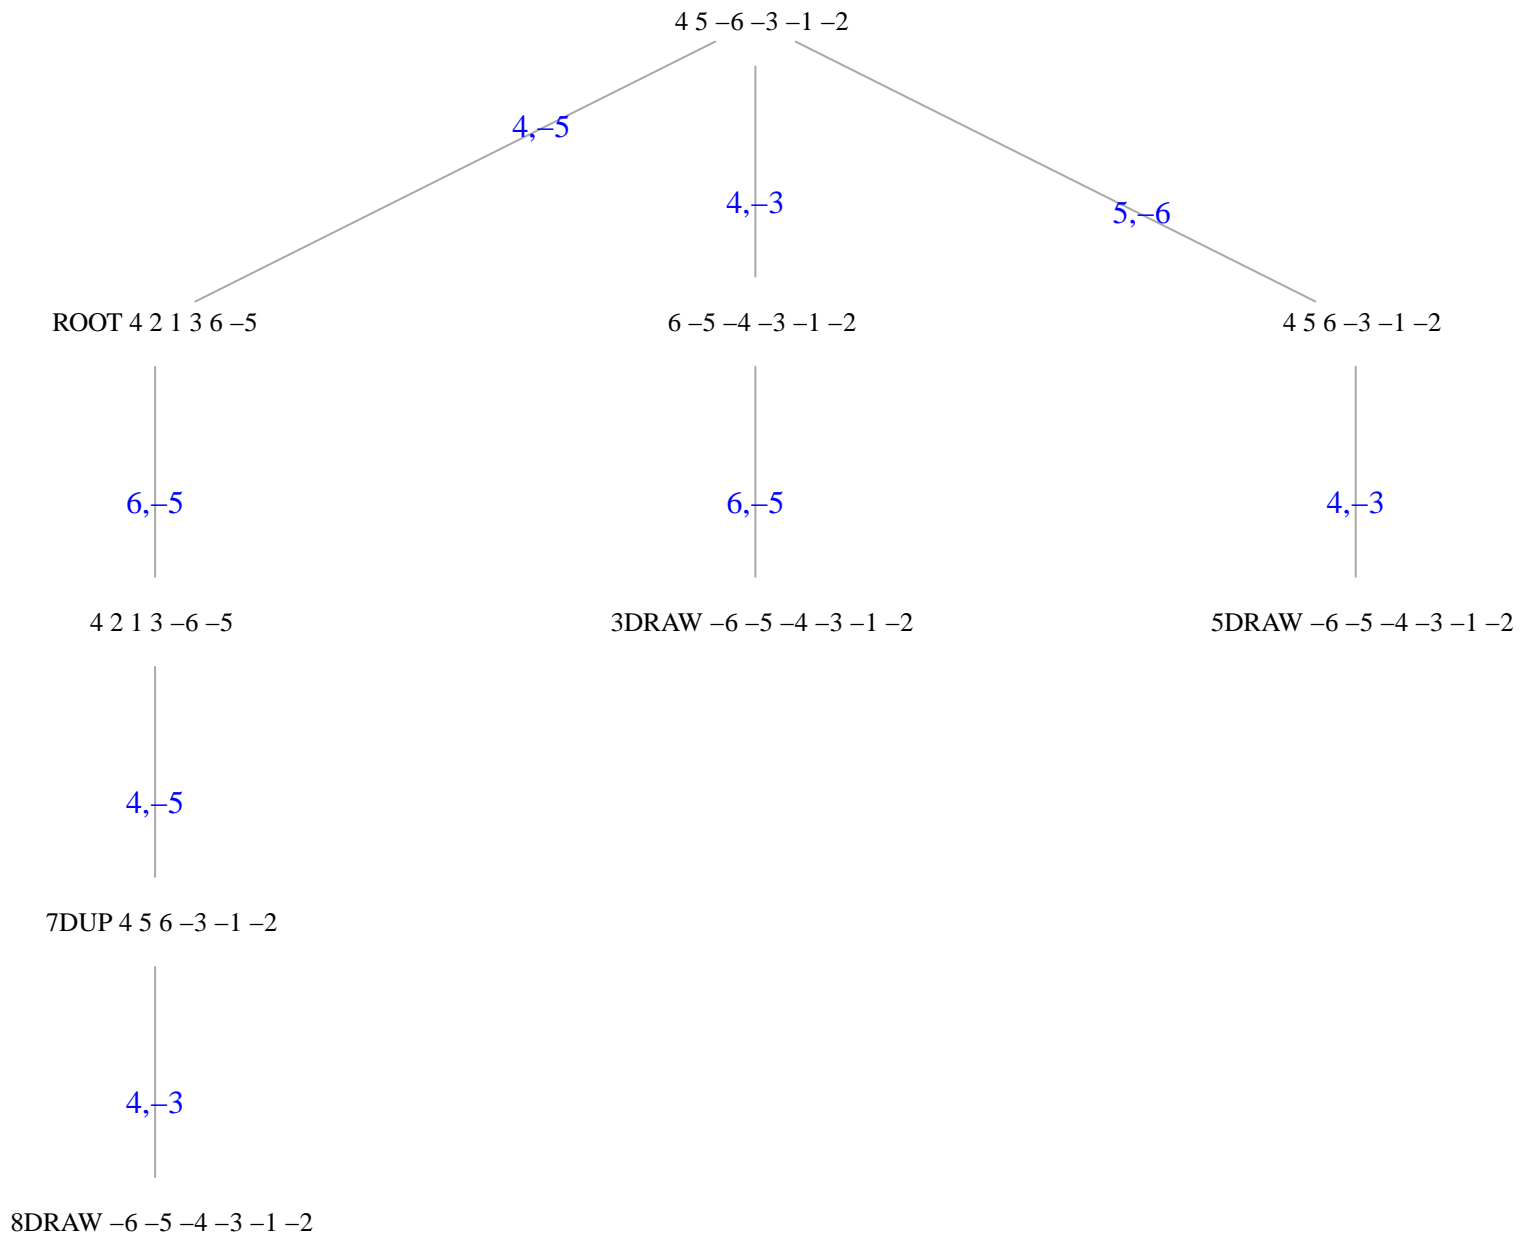 4 5 –6 –3 –1 –2
4,–5
4,–3
5,–6
ROOT 4 2 1 3 6 –5
6 –5 –4 –3 –1 –2
4 5 6 –3 –1 –2
6,–5
6,–5
4,–3
4 2 1 3 –6 –5
3DRAW –6 –5 –4 –3 –1 –2
5DRAW –6 –5 –4 –3 –1 –2
4,–5
7DUP 4 5 6 –3 –1 –2
4,–3
8DRAW –6 –5 –4 –3 –1 –2